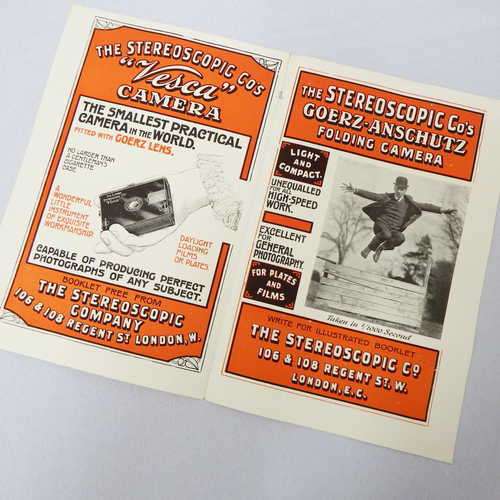 THE STEREOSCOPIC CO'S
"Vesca"
CAMERA
THE SMALLEST PRACTICAL
CAMERA IN THE WORLD.
FITTED WITH GOERZ LENS.
NO LARGER THAN
A GENTLEMAN'S
CIGARETTE
CASE
A
WONDERFUL
LITTLE
INSTRUMENT
OF EXQUISITE
WORKMANSHIP.
DAYLIGHT
LOADING
FILMS
OR PLATES
CAPABLE OF PRODUCING PERFECT
PHOTOGRAPHS OF ANY SUBJECT.
BOOKLET FREE FROM
THE STEREOSCOPIC
COMPANY
106 & 108 REGENT ST. LONDON, W.
THE STEREOSCOPIC CO'S
GOERZ-ANSCHUTZ
FOLDING CAMERA
LIGHT
AND
COMPACT.
UNEQUALLED
FOR ALL
HIGH-SPEED
WORK.
EXCELLENT
FOR
GENERAL
PHOTOGRAPHY.
FOR PLATES
AND
FILMS
Taken in 1/1000 Second
WRITE FOR ILLUSTRATED BOOKLET
THE STEREOSCOPIC CO
106 & 108 REGENT ST. W.
LONDON, E.C.